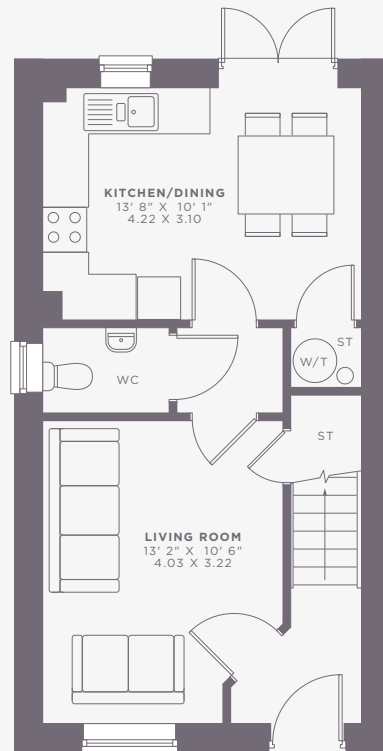 KITCHEN/DINING
13' 8" X 10' 1"
4.22 X 3.10
ST
W/T
WC
ST
LIVING ROOM
13' 2" X 10' 6"
4.03 X 3.22